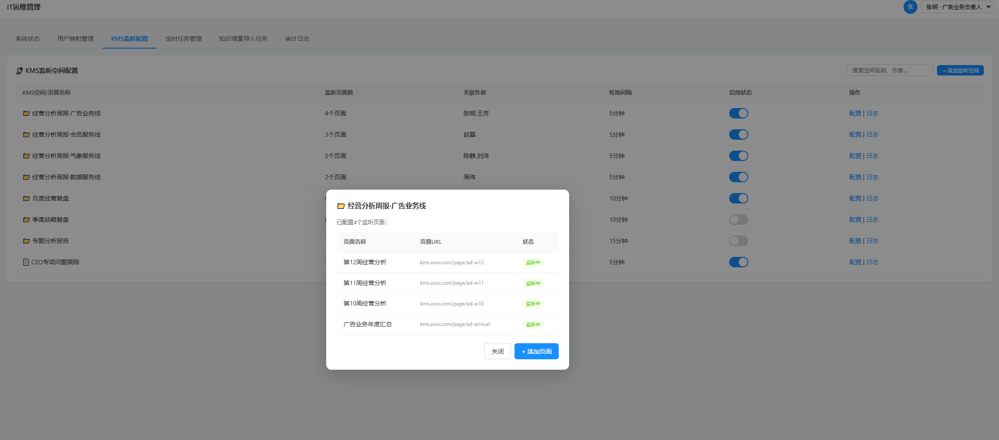 IT运维管理
张
张明 · 广告业务负责人
系统状态
用户映射管理
KMS监听配置
定时任务管理
知识增量导入任务
审计日志
KMS监听空间配置
搜索空间名称、作者...
+ 添加监听空间
KMS空间/页面名称 监听页面数 关联作者 轮询间隔 启用状态 操作
经营分析周报·广告业务线 4个页面 张明,王芳 5分钟 配置 | 日志
经营分析周报·会员服务线 3个页面 赵磊 5分钟 配置 | 日志
经营分析周报·气象服务线 5个页面 陈静,刘洋 5分钟 配置 | 日志
经营分析周报·数据服务线 2个页面 周伟 5分钟 配置 | 日志
月度经营复盘 10分钟 配置 | 日志
季度战略复盘 10分钟 配置 | 日志
专题分析报告 15分钟 配置 | 日志
CEO专项问题跟踪 5分钟 配置 | 日志
经营分析周报·广告业务线
已配置4个监听页面：
页面名称 页面URL 状态
第12周经营分析 kms.xxxx.com/page/ad-w12 监听中
第11周经营分析 kms.xxxx.com/page/ad-w11 监听中
第10周经营分析 kms.xxxx.com/page/ad-w10 监听中
广告业务年度汇总 kms.xxxx.com/page/ad-annual 监听中
关闭
+ 添加页面